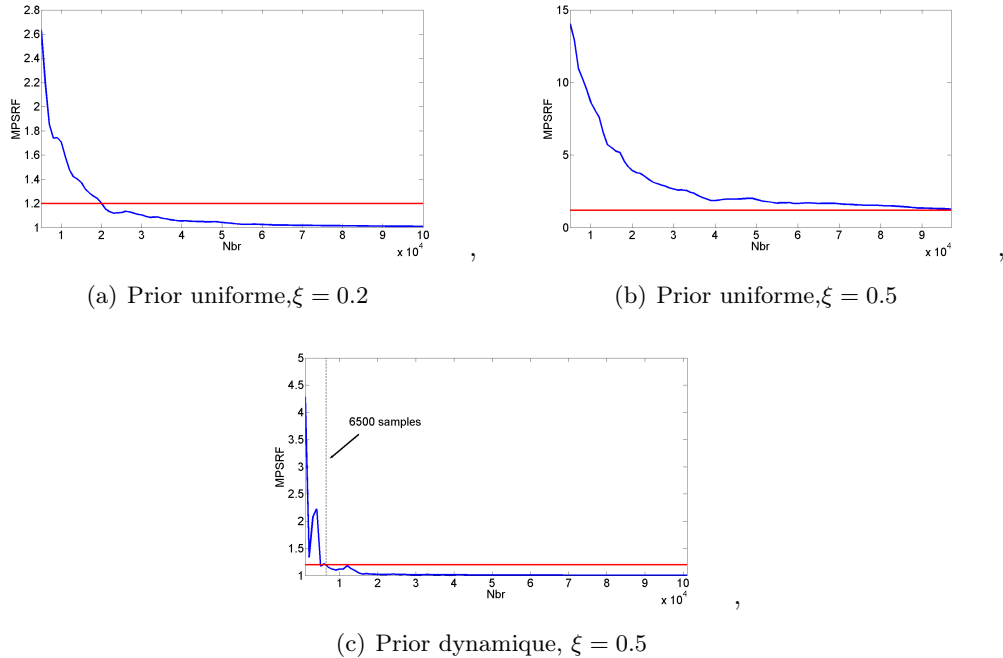 2.8
2.6
2.4
2.2
2
1.8
1.6
1.4
1.2
1
MPSRF
1 2 3 4 5 6 7 8 9 10
Nbr
x 10^4
,
(a) Prior uniforme,ξ = 0.2
15
10
5
0
MPSRF
1 2 3 4 5 6 7 8 9
Nbr
x 10^4
,
(b) Prior uniforme,ξ = 0.5
5
4.5
4
3.5
3
2.5
2
1.5
1
MPSRF
6500 samples
1 2 3 4 5 6 7 8 9 10
Nbr
x 10^4
,
(c) Prior dynamique, ξ = 0.5